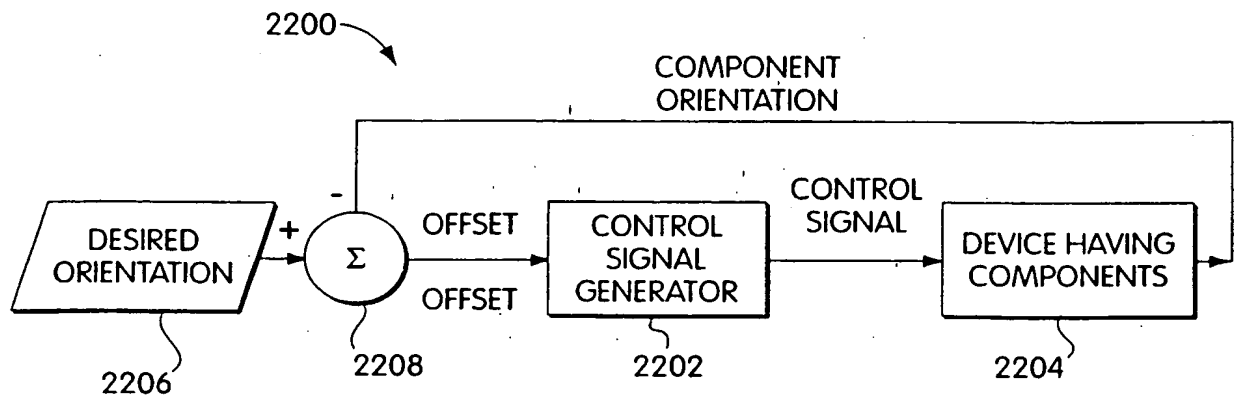 2200
COMPONENT
ORIENTATION
DESIRED
ORIENTATION
+
-
Σ
OFFSET
OFFSET
CONTROL
SIGNAL
GENERATOR
CONTROL
SIGNAL
DEVICE HAVING
COMPONENTS
2206
2208
2202
2204